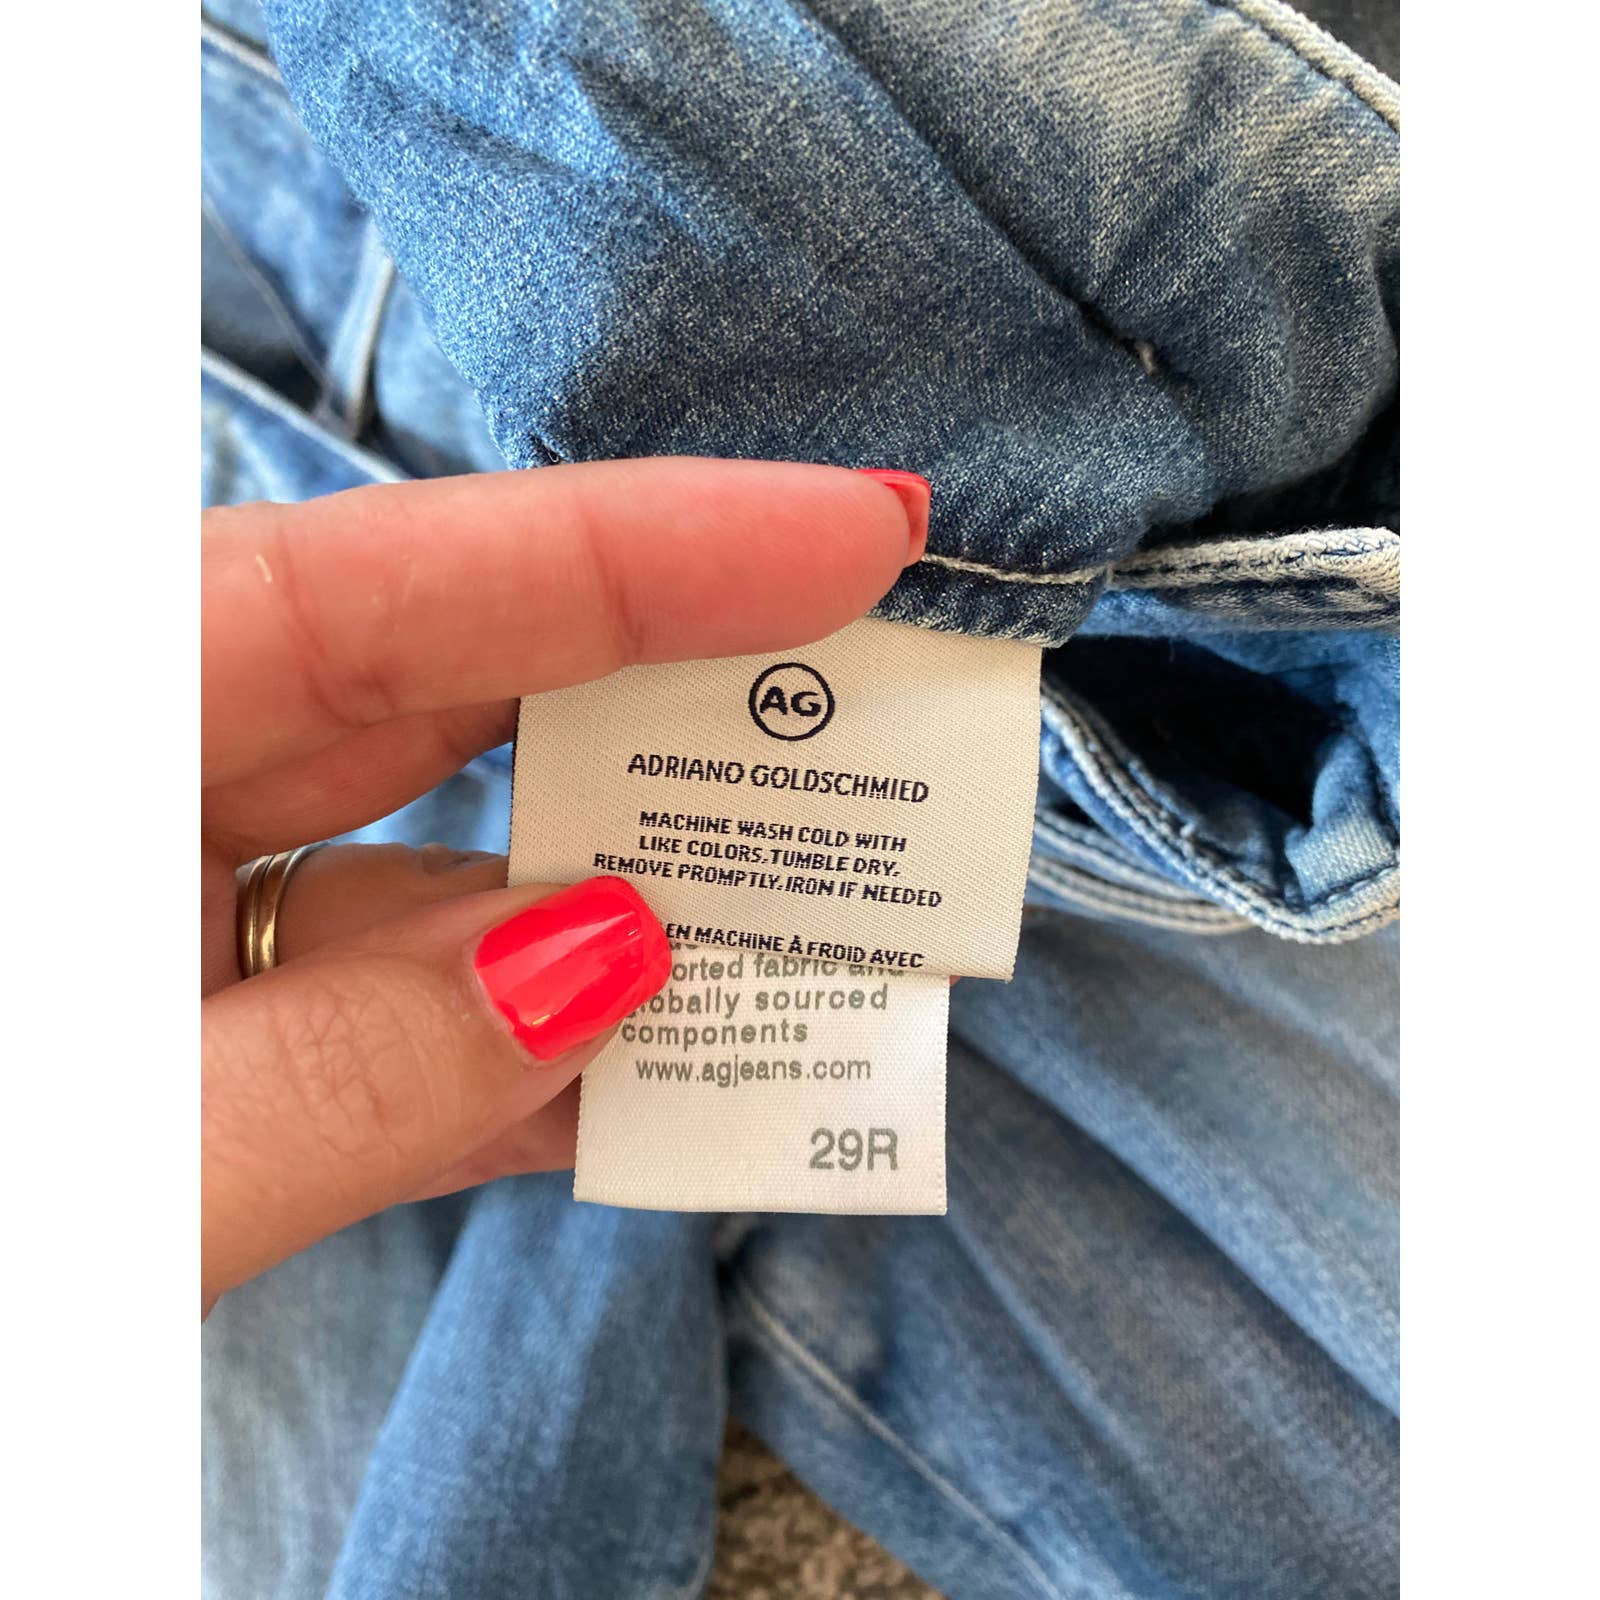 AG
ADRIANO GOLDSCHMIED
MACHINE WASH COLD WITH
LIKE COLORS. TUMBLE DRY.
REMOVE PROMPTLY. IRON IF NEEDED
EN MACHINE À FROID AVEC
fabric
sourced
components
www.agjeans.com
29R